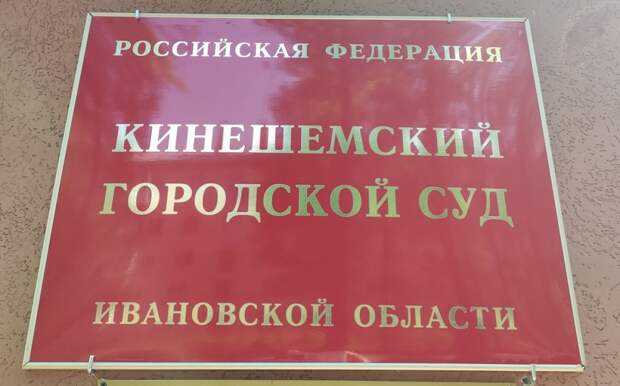 РОССИЙСКАЯ ФЕДЕРАЦИЯ
КИНЕШЕМСКИЙ
ГОРОДСКОЙ СУД
ИВАНОВСКОЙ ОБЛАСТИ